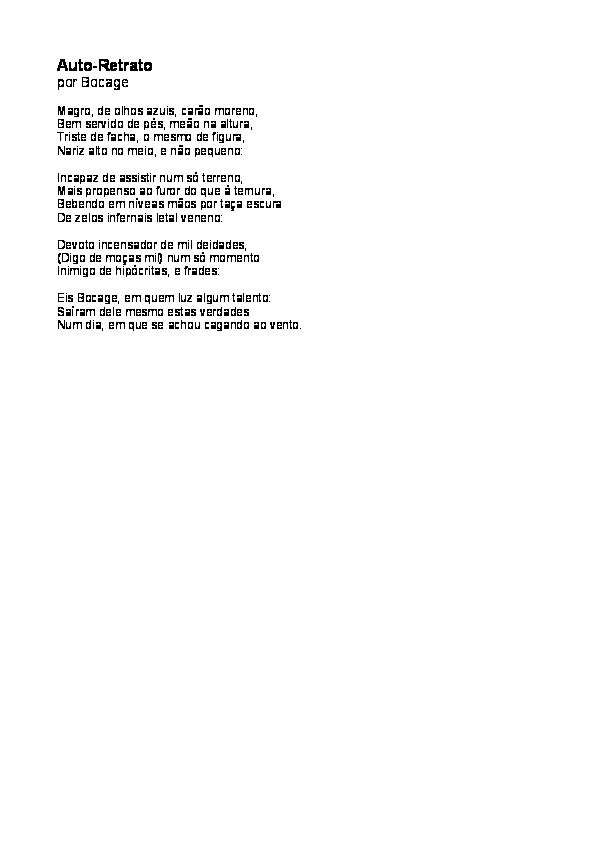 Auto-Retrato
por Bocage
Magro, de olhos azuis, carão moreno,
Bem servido de pés, meão na altura,
Triste de facha, o mesmo de figura,
Nariz alto no meio, e não pequeno:
Incapaz de assistir num só terreno,
Mais propenso ao furor do que à ternura,
Bebendo em níveas mãos por taça escura
De zelos infernais letal veneno:
Devoto incensador de mil deidades,
(Digo de moças mil) num só momento
Inimigo de hipócritas, e frades:
Eis Bocage, em quem luz algum talento:
Saíram dele mesmo estas verdades
Num dia, em que se achou cagando ao vento.